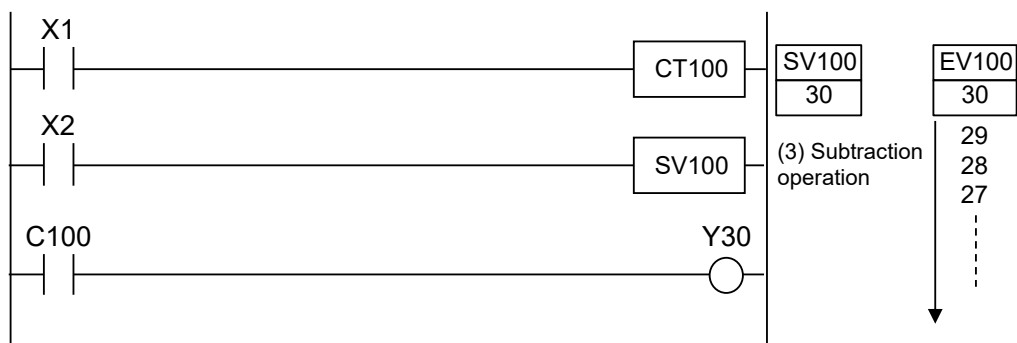 X1
CT100
SV100
30
EV100
30
X2
SV100
(3) Subtraction
operation
29
28
27
C100
Y30